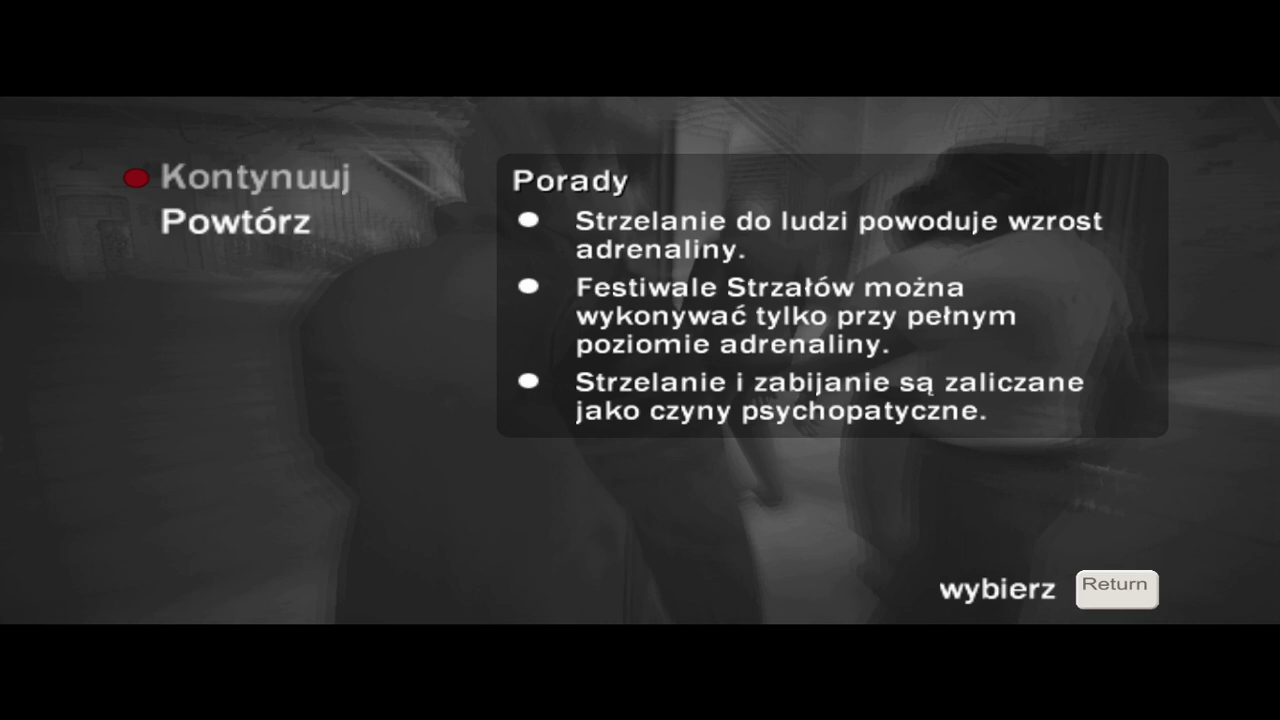 Kontynuuj
Powtórz
Porady
Strzelanie do ludzi powoduje wzrost
adrenaliny.
Festiwale Strzałów można
wykonywać tylko przy pełnym
poziomie adrenaliny.
Strzelanie i zabijanie są zaliczane
jako czyny psychopatyczne.
wybierz Return